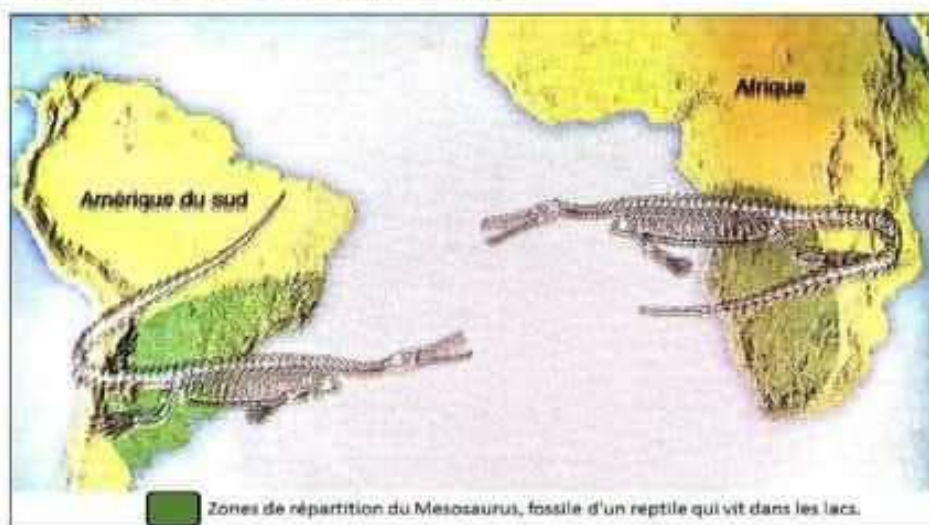 Afrique
Amérique du sud
Zones de répartition du Mesosaurus, fossile d'un reptile qui vit dans les lacs.